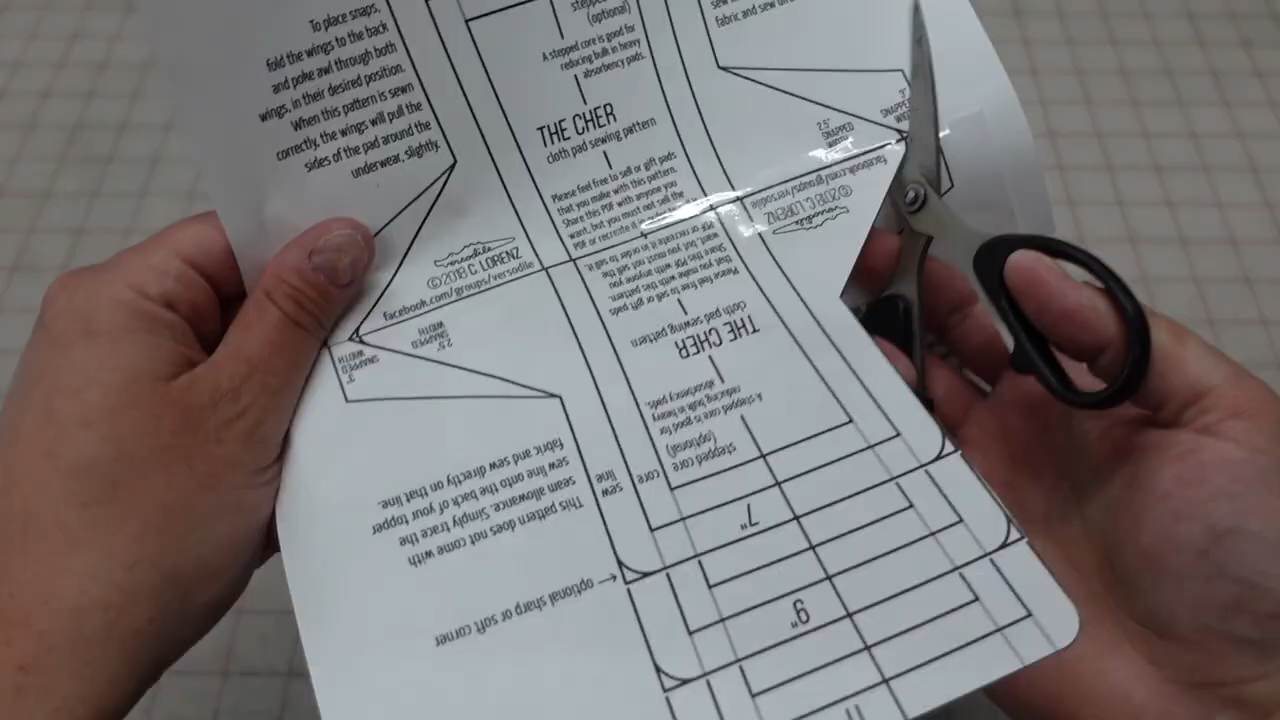 To place snaps,
fold the wings to the back
and poke awl through both
wings, in their desired position.
When this pattern is sewn
correctly, the wings will pull the
sides of the pad around the
underwear, slightly.
stepped
(optional)
A stepped core is good for
reducing bulk in heavy
absorbency pads.
THE CHER
cloth pad sewing pattern
Please feel free to sell or gift pads
that you make with this pattern.
Share this PDF with anyone you
want, but you must not sell the
PDF or recreate it
fabric and sew
3"
SNAPPED
2.5"
SNAPPED
WIDTH
facebook.com/groups/versodile
©2018 C. LORENZ
versodile
versodile
©2018 C. LORENZ
facebook.com/groups/versodile
2.5"
SNAPPED
WIDTH
3"
SNAPPED
WIDTH
Please feel free to sell or gift pads
that you make with this pattern.
Share this PDF with anyone you
want, but you must not sell the
PDF or recreate it in order to sell it.
THE CHER
cloth pad sewing pattern
A stepped core is good for
reducing bulk in heavy
absorbency pads.
stepped core
(optional)
core
sew
line
This pattern does not come with
seam allowance. Simply trace the
sew line onto the back of your topper
fabric and sew directly on that line.
optional sharp or soft corner
7"
9"